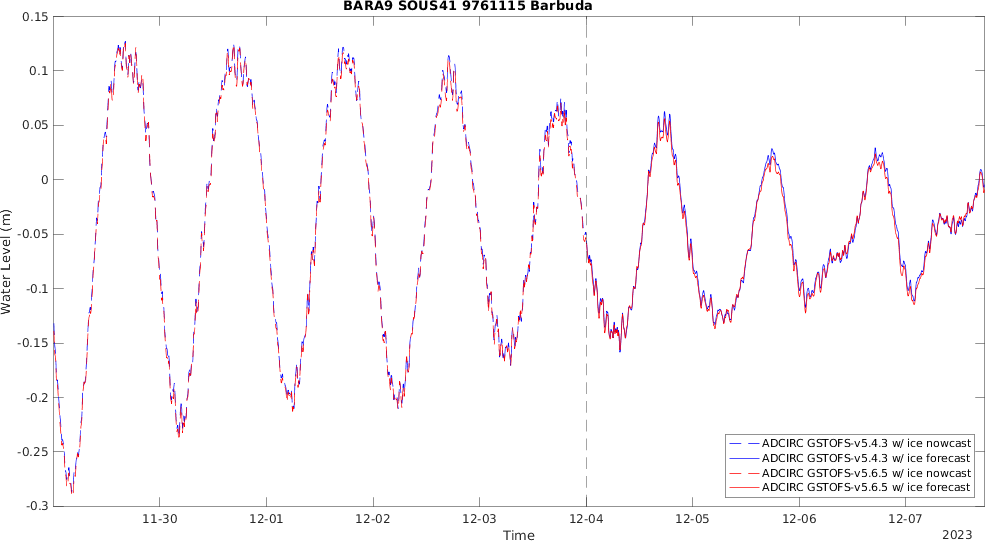 BARA9 SOUS41 9761115 Barbuda
0.15
0.1
0.05
0
-0.05
-0.1
-0.15
-0.2
-0.25
-0.3
Water Level (m)
ADCIRC GSTOFS-v5.4.3 w/ ice nowcast
ADCIRC GSTOFS-v5.4.3 w/ ice forecast
ADCIRC GSTOFS-v5.6.5 w/ ice nowcast
ADCIRC GSTOFS-v5.6.5 w/ ice forecast
11-30 12-01 12-02 12-03 12-04 12-05 12-06 12-07
Time
2023